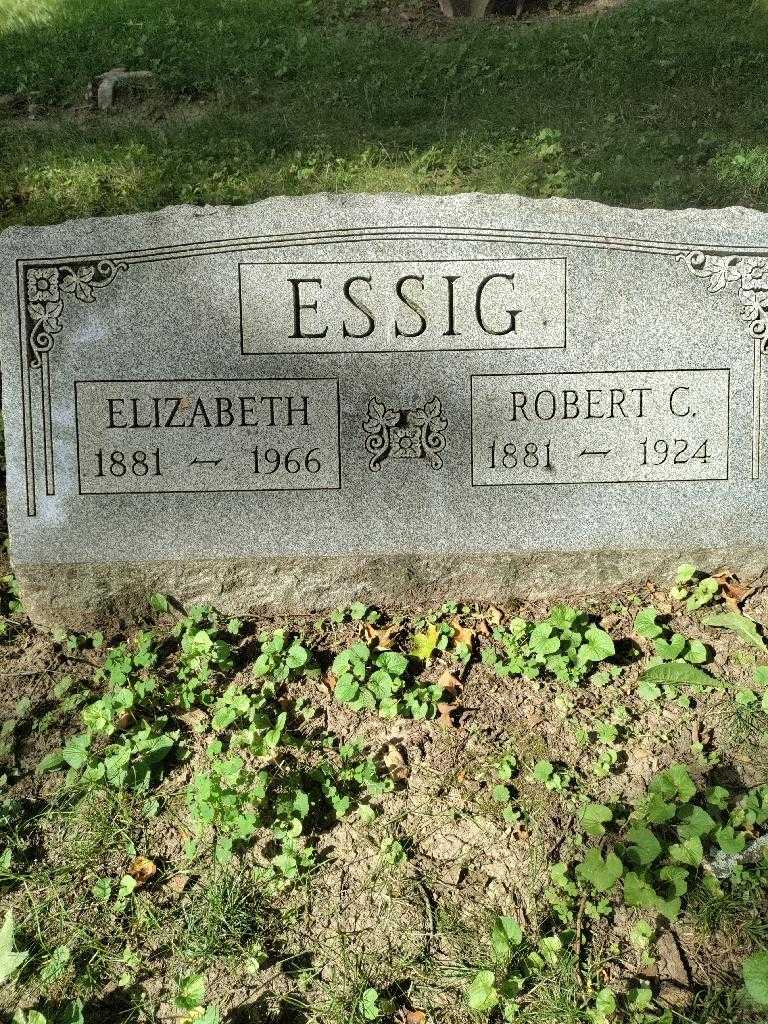 ESSIG
ELIZABETH
1881 - 1966
ROBERT C.
1881 - 1924